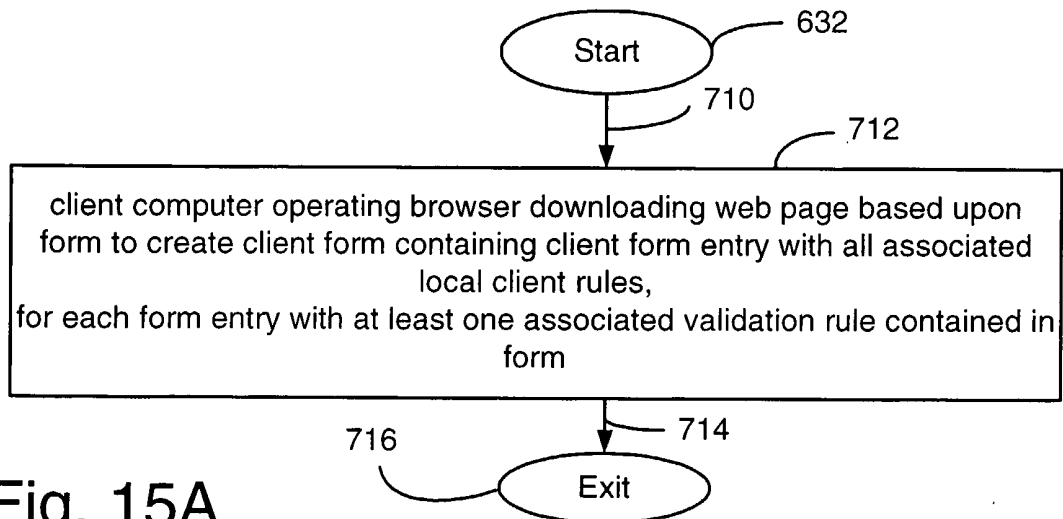 632
Start
710
712
client computer operating browser downloading web page based upon
form to create client form containing client form entry with all associated
local client rules,
for each form entry with at least one associated validation rule contained in
form
714
716
Exit
Fig. 15A